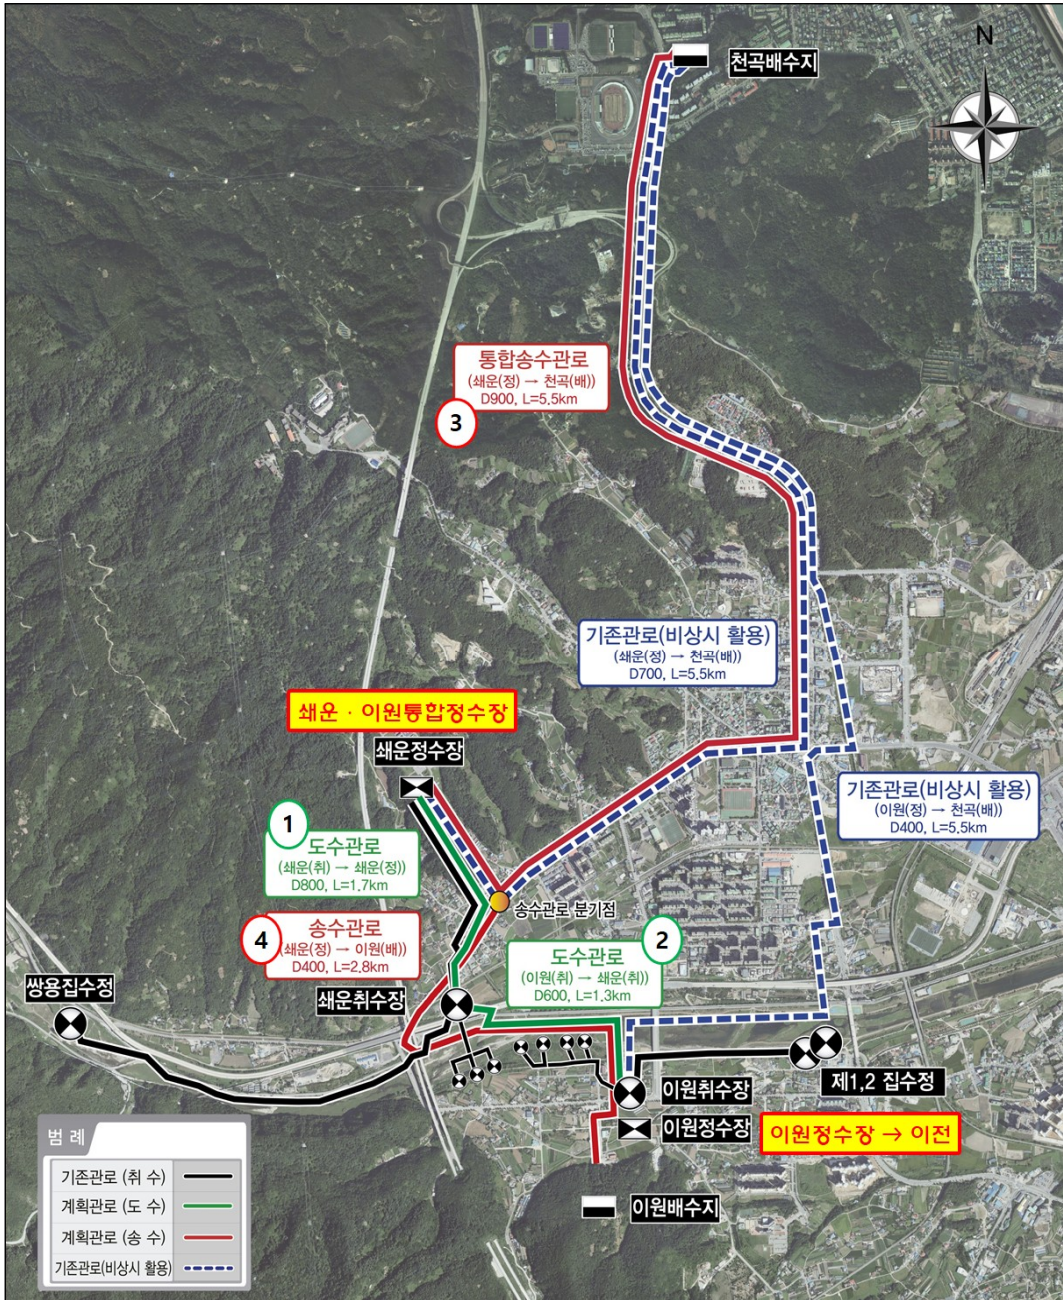 N
천곡배수지
통합송수관로
(쇄운(정) → 천곡(배))
D900, L=5.5km
3
기존관로(비상시 활용)
(쇄운(정) → 천곡(배))
D700, L=5.5km
쇄운 · 이원통합정수장
쇄운정수장
기존관로(비상시 활용)
(이원(정) → 천곡(배))
D400, L=5.5km
1
도수관로
(쇄운(취) → 쇄운(정))
D800, L=1.7km
송수관로 분기점
4
송수관로
(쇄운(정) → 이원(배))
D400, L=2.8km
2
도수관로
(이원(취) → 쇄운(취))
D600, L=1.3km
쌍용집수정
쇄운취수장
제1,2 집수정
이원취수장
이원정수장
이원정수장 → 이전
이원배수지
범 례
기존관로 (취 수)
계획관로 (도 수)
계획관로 (송 수)
기존관로(비상시 활용)